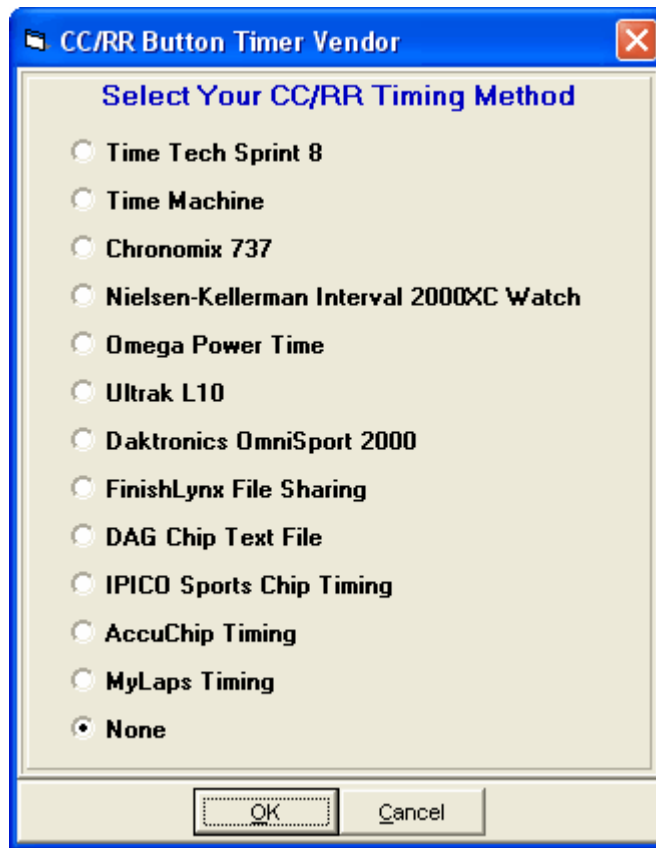 CC/RR Button Timer Vendor
Select Your CC/RR Timing Method
Time Tech Sprint 8
Time Machine
Chronomix 737
Nielsen-Kellerman Interval 2000XC Watch
Omega Power Time
Ultrak L10
Daktronics OmniSport 2000
FinishLynx File Sharing
DAG Chip Text File
IPICO Sports Chip Timing
AccuChip Timing
MyLaps Timing
None
OK Cancel